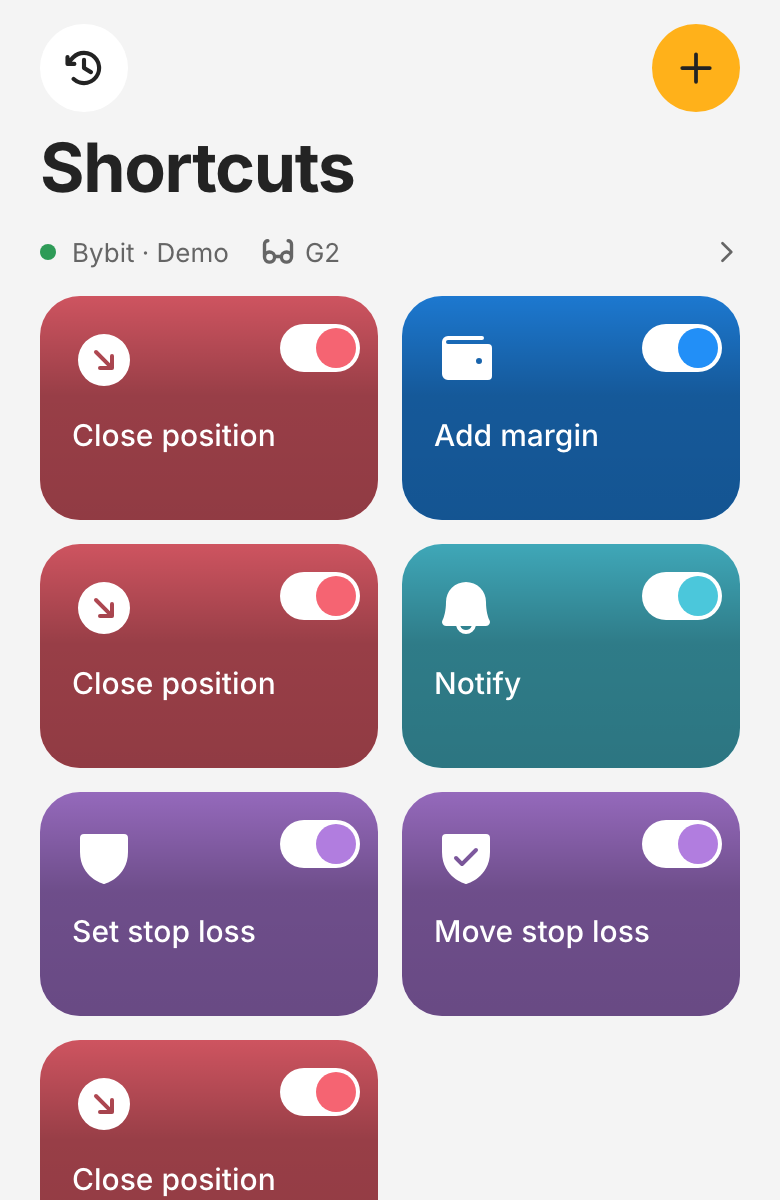 Shortcuts
Bybit · Demo G2
Close position
Add margin
Close position
Notify
Set stop loss
Move stop loss
Close position